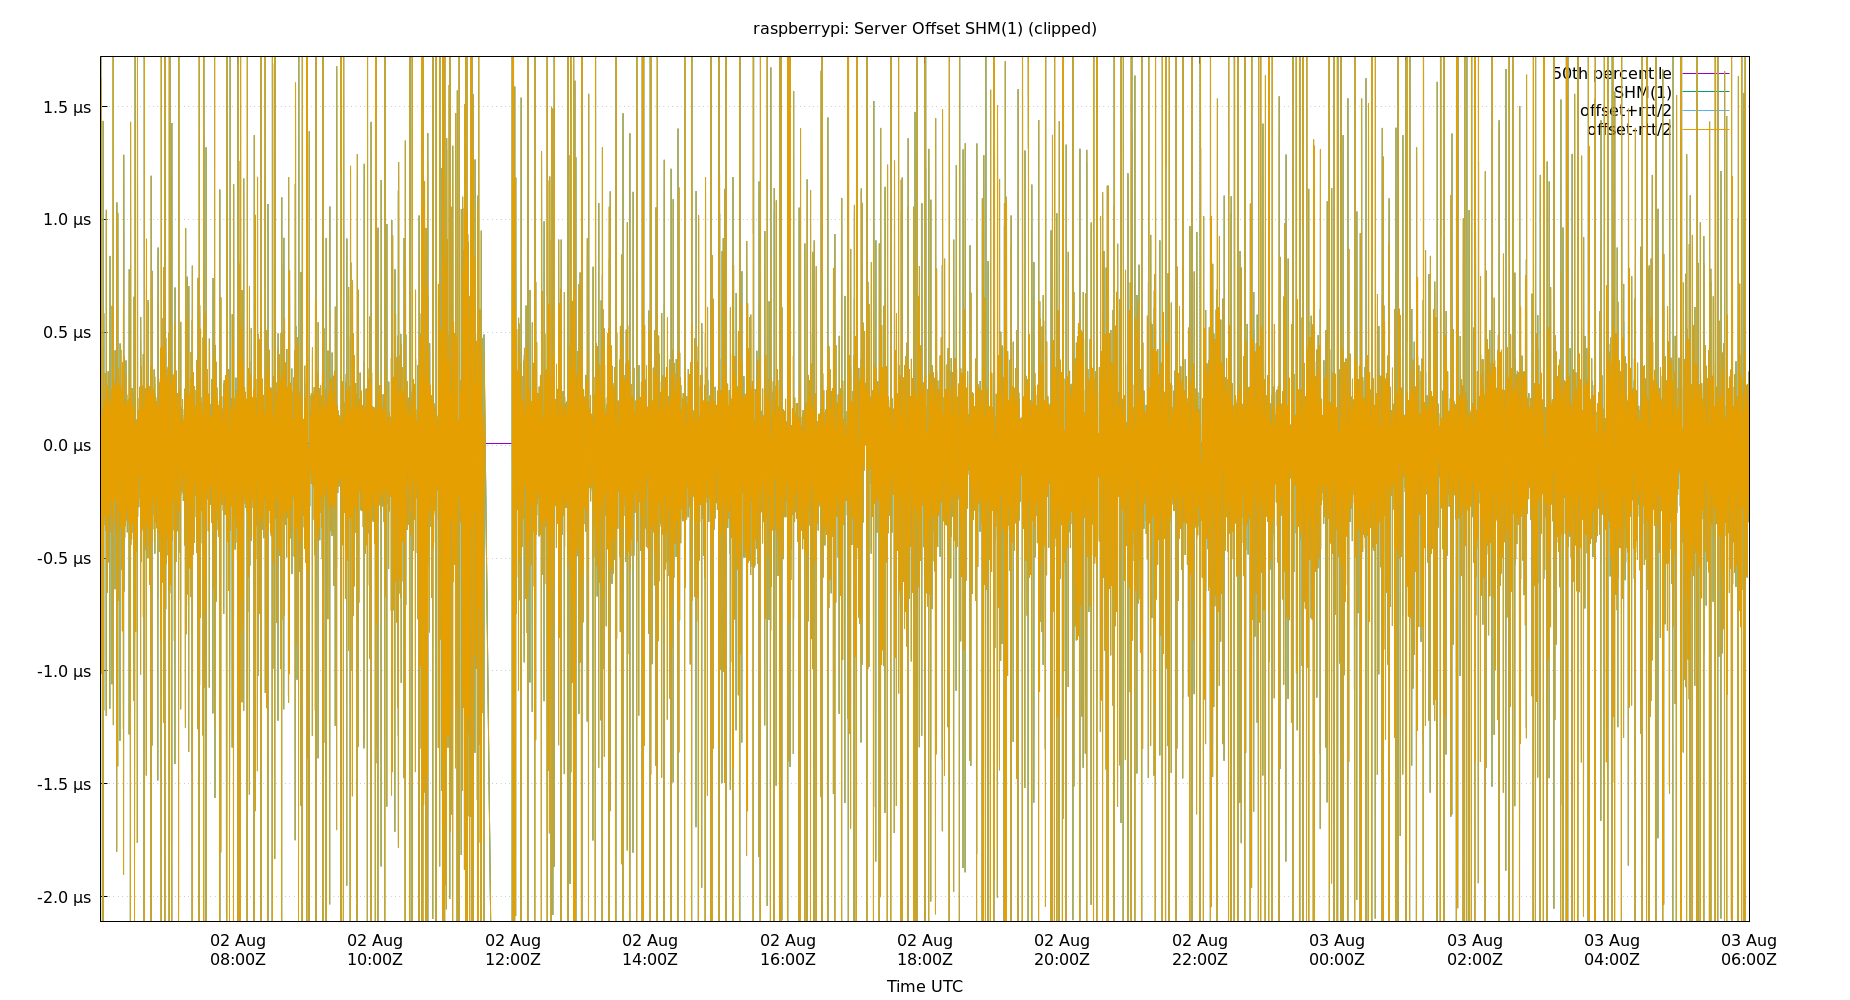 raspberrypi: Server Offset SHM(1) (clipped)
50th percentile
SHM(1)
offset+rtt/2
offset-rtt/2
1.5 µs
1.0 µs
0.5 µs
0.0 µs
-0.5 µs
-1.0 µs
-1.5 µs
-2.0 µs
02 Aug 02 Aug 02 Aug 02 Aug 02 Aug 02 Aug 02 Aug 02 Aug 03 Aug 03 Aug 03 Aug 03 Aug
08:00Z 10:00Z 12:00Z 14:00Z 16:00Z 18:00Z 20:00Z 22:00Z 00:00Z 02:00Z 04:00Z 06:00Z
Time UTC